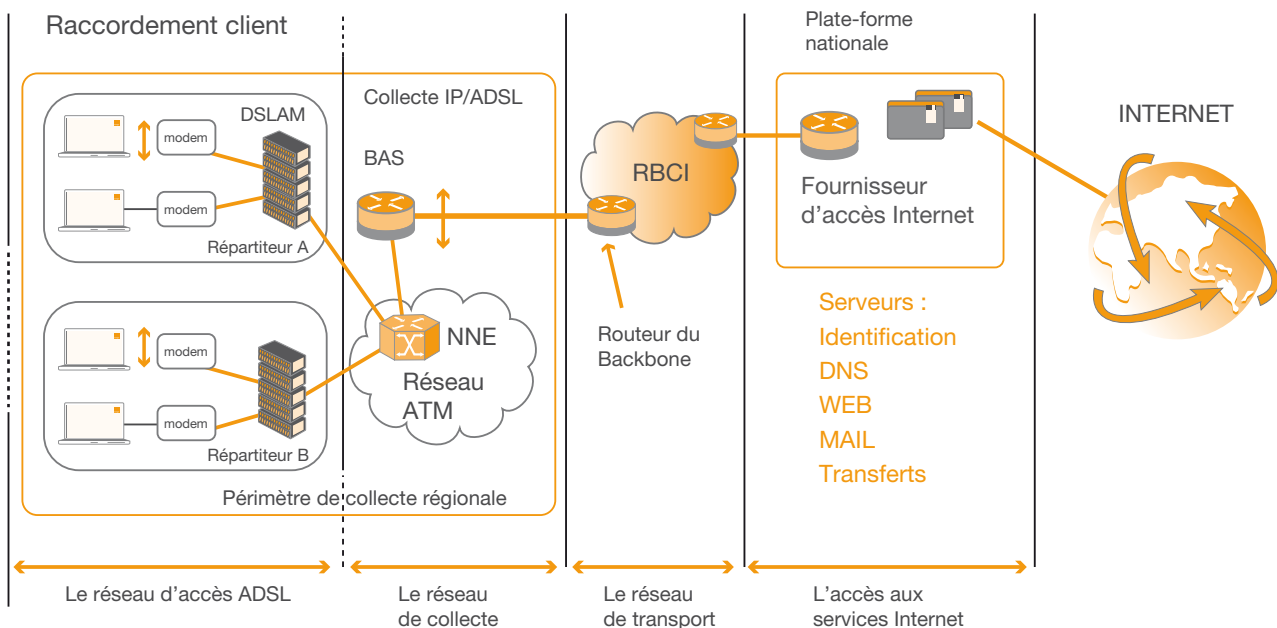 Raccordement client
Plate-forme
nationale
Collecte IP/ADSL
DSLAM
modem
modem
Répartiteur A
BAS
RBCI
Fournisseur
d'accès Internet
INTERNET
modem
modem
Répartiteur B
NNE
Réseau
ATM
Routeur du
Backbone
Serveurs :
Identification
DNS
WEB
MAIL
Transferts
Périmètre de collecte régionale
Le réseau d'accès ADSL
Le réseau
de collecte
Le réseau
de transport
L'accès aux
services Internet